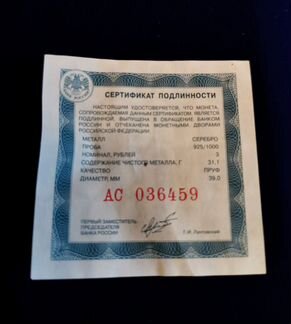 СЕРТИФИКАТ ПОДЛИННОСТИ
НАСТОЯЩИМ УДОСТОВЕРЯЕТСЯ, ЧТО МОНЕТА,
СОПРОВОЖДАЕМАЯ ДАННЫМ СЕРТИФИКАТОМ, ЯВЛЯЕТСЯ
ПОДЛИННОЙ, ВЫПУЩЕНА В ОБРАЩЕНИЕ БАНКОМ
РОССИИ И ОТЧЕКАНЕНА МОНЕТНЫМИ ДВОРАМИ
РОССИЙСКОЙ ФЕДЕРАЦИИ
МЕТАЛЛ СЕРЕБРО
ПРОБА 925/1000
НОМИНАЛ, РУБЛЕЙ 3
СОДЕРЖАНИЕ ЧИСТОГО МЕТАЛЛА, Г 31,1
КАЧЕСТВО ПРУФ
ДИАМЕТР, ММ 39,0
АС 036459
ПЕРВЫЙ ЗАМЕСТИТЕЛЬ
ПРЕДСЕДАТЕЛЯ
БАНКА РОССИИ Г.И. Лунтовский